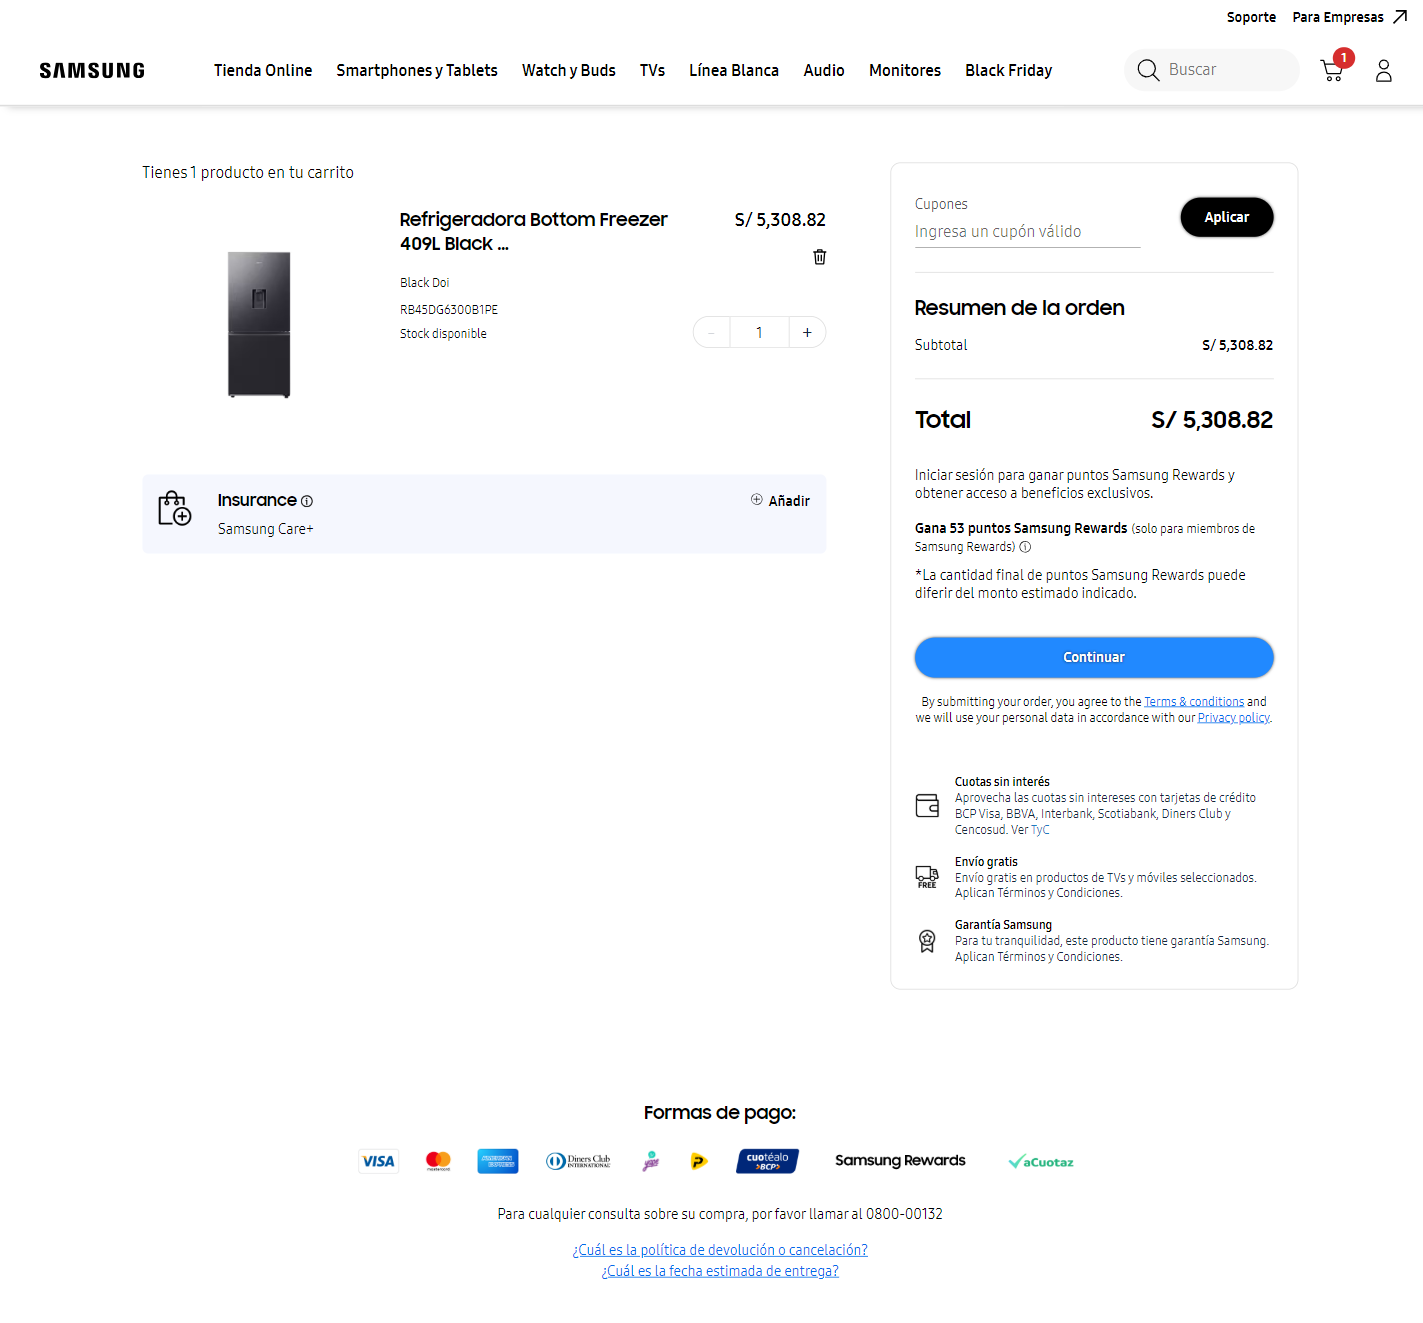 Soporte
Para Empresas
SAMSUNG
Tienda Online
Smartphones y Tablets
Watch y Buds
TVs
Línea Blanca
Audio
Monitores
Black Friday
Buscar
1
Tienes 1 producto en tu carrito
Refrigeradora Bottom Freezer
409L Black ...
S/ 5,308.82
Black Doi
RB45DG6300B1PE
Stock disponible
- 1 +
Insurance
Samsung Care+
Añadir
Cupones
Ingresa un cupón válido
Aplicar
Resumen de la orden
Subtotal S/ 5,308.82
Total S/ 5,308.82
Iniciar sesión para ganar puntos Samsung Rewards y
obtener acceso a beneficios exclusivos.
Gana 53 puntos Samsung Rewards (solo para miembros de
Samsung Rewards)
*La cantidad final de puntos Samsung Rewards puede
diferir del monto estimado indicado.
Continuar
By submitting your order, you agree to the Terms & conditions and
we will use your personal data in accordance with our Privacy policy.
Cuotas sin interés
Aprovecha las cuotas sin intereses con tarjetas de crédito
BCP Visa, BBVA, Interbank, Scotiabank, Diners Club y
Cencosud. Ver TyC
FREE
Envío gratis
Envío gratis en productos de TVs y móviles seleccionados.
Aplican Términos y Condiciones.
Garantía Samsung
Para tu tranquilidad, este producto tiene garantía Samsung.
Aplican Términos y Condiciones.
Formas de pago:
VISA
mastercard
AMERICAN EXPRESS
Diners Club INTERNATIONAL
yape
P
cuotéalo BCP
Samsung Rewards
aCuotaz
Para cualquier consulta sobre su compra, por favor llamar al 0800-00132
¿Cuál es la política de devolución o cancelación?
¿Cuál es la fecha estimada de entrega?